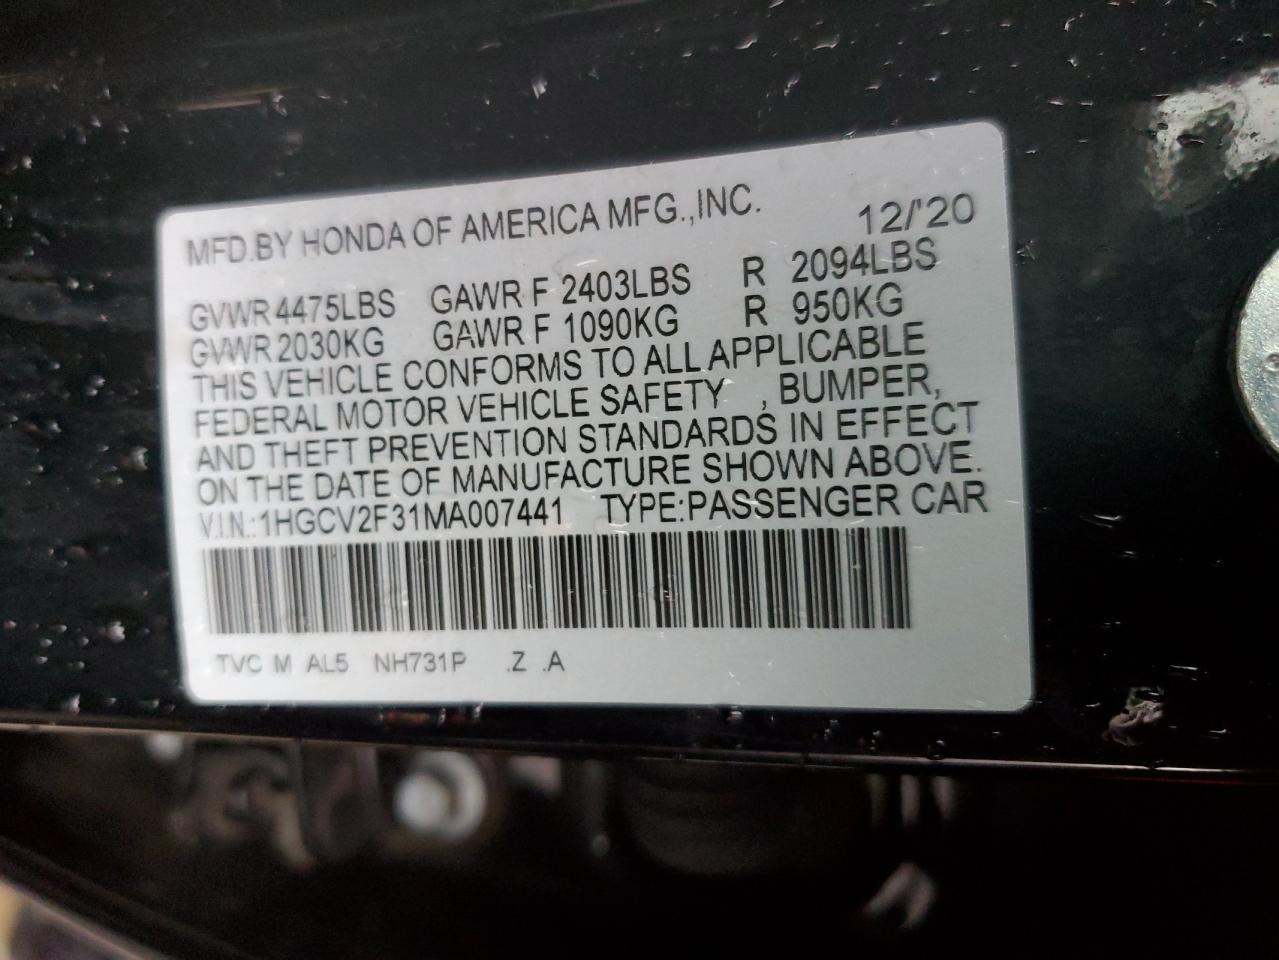 MFD.BY HONDA OF AMERICA MFG.,INC. 12/'20
GVWR 4475LBS GAWR F 2403LBS R 2094LBS
GVWR 2030KG GAWR F 1090KG R 950KG
THIS VEHICLE CONFORMS TO ALL APPLICABLE
FEDERAL MOTOR VEHICLE SAFETY , BUMPER,
AND THEFT PREVENTION STANDARDS IN EFFECT
ON THE DATE OF MANUFACTURE SHOWN ABOVE.
V.I.N.:1HGCV2F31MA007441 TYPE:PASSENGER CAR
TVC M AL5 NH731P .Z .A